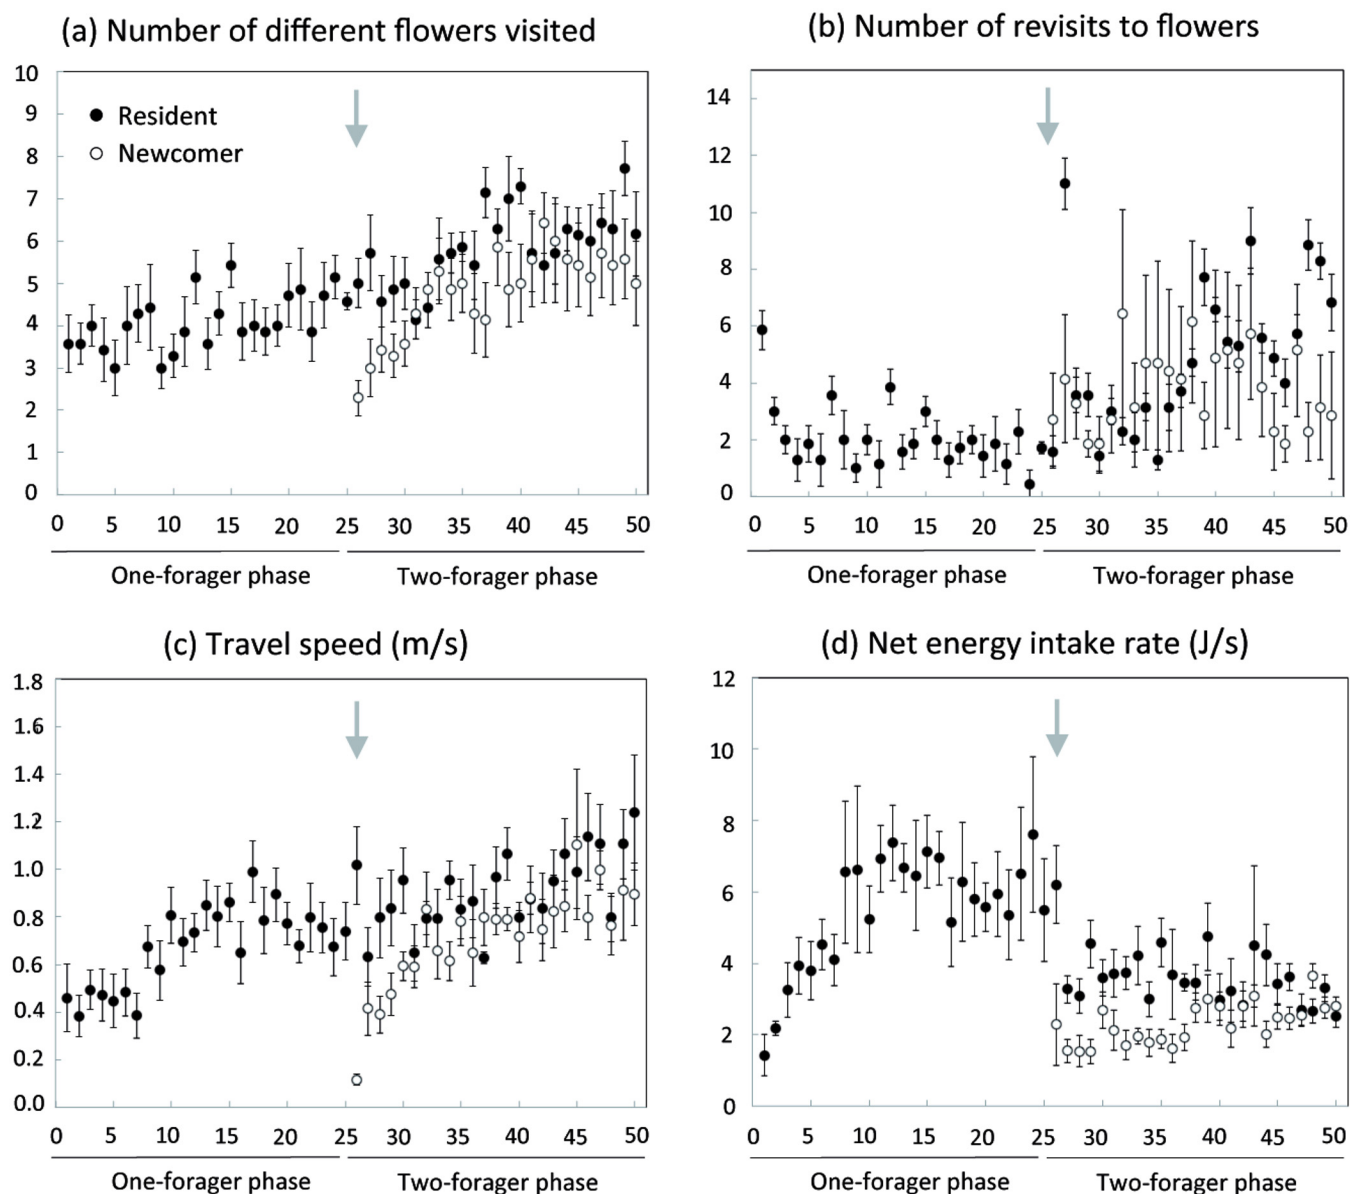 (a) Number of different flowers visited
10
9
8
7
6
5
4
3
2
1
0
Resident
Newcomer
0 5 10 15 20 25 30 35 40 45 50
One-forager phase Two-forager phase
(b) Number of revisits to flowers
14
12
10
8
6
4
2
0
0 5 10 15 20 25 30 35 40 45 50
One-forager phase Two-forager phase
(c) Travel speed (m/s)
1.8
1.6
1.4
1.2
1.0
0.8
0.6
0.4
0.2
0.0
0 5 10 15 20 25 30 35 40 45 50
One-forager phase Two-forager phase
(d) Net energy intake rate (J/s)
12
10
8
6
4
2
0
0 5 10 15 20 25 30 35 40 45 50
One-forager phase Two-forager phase